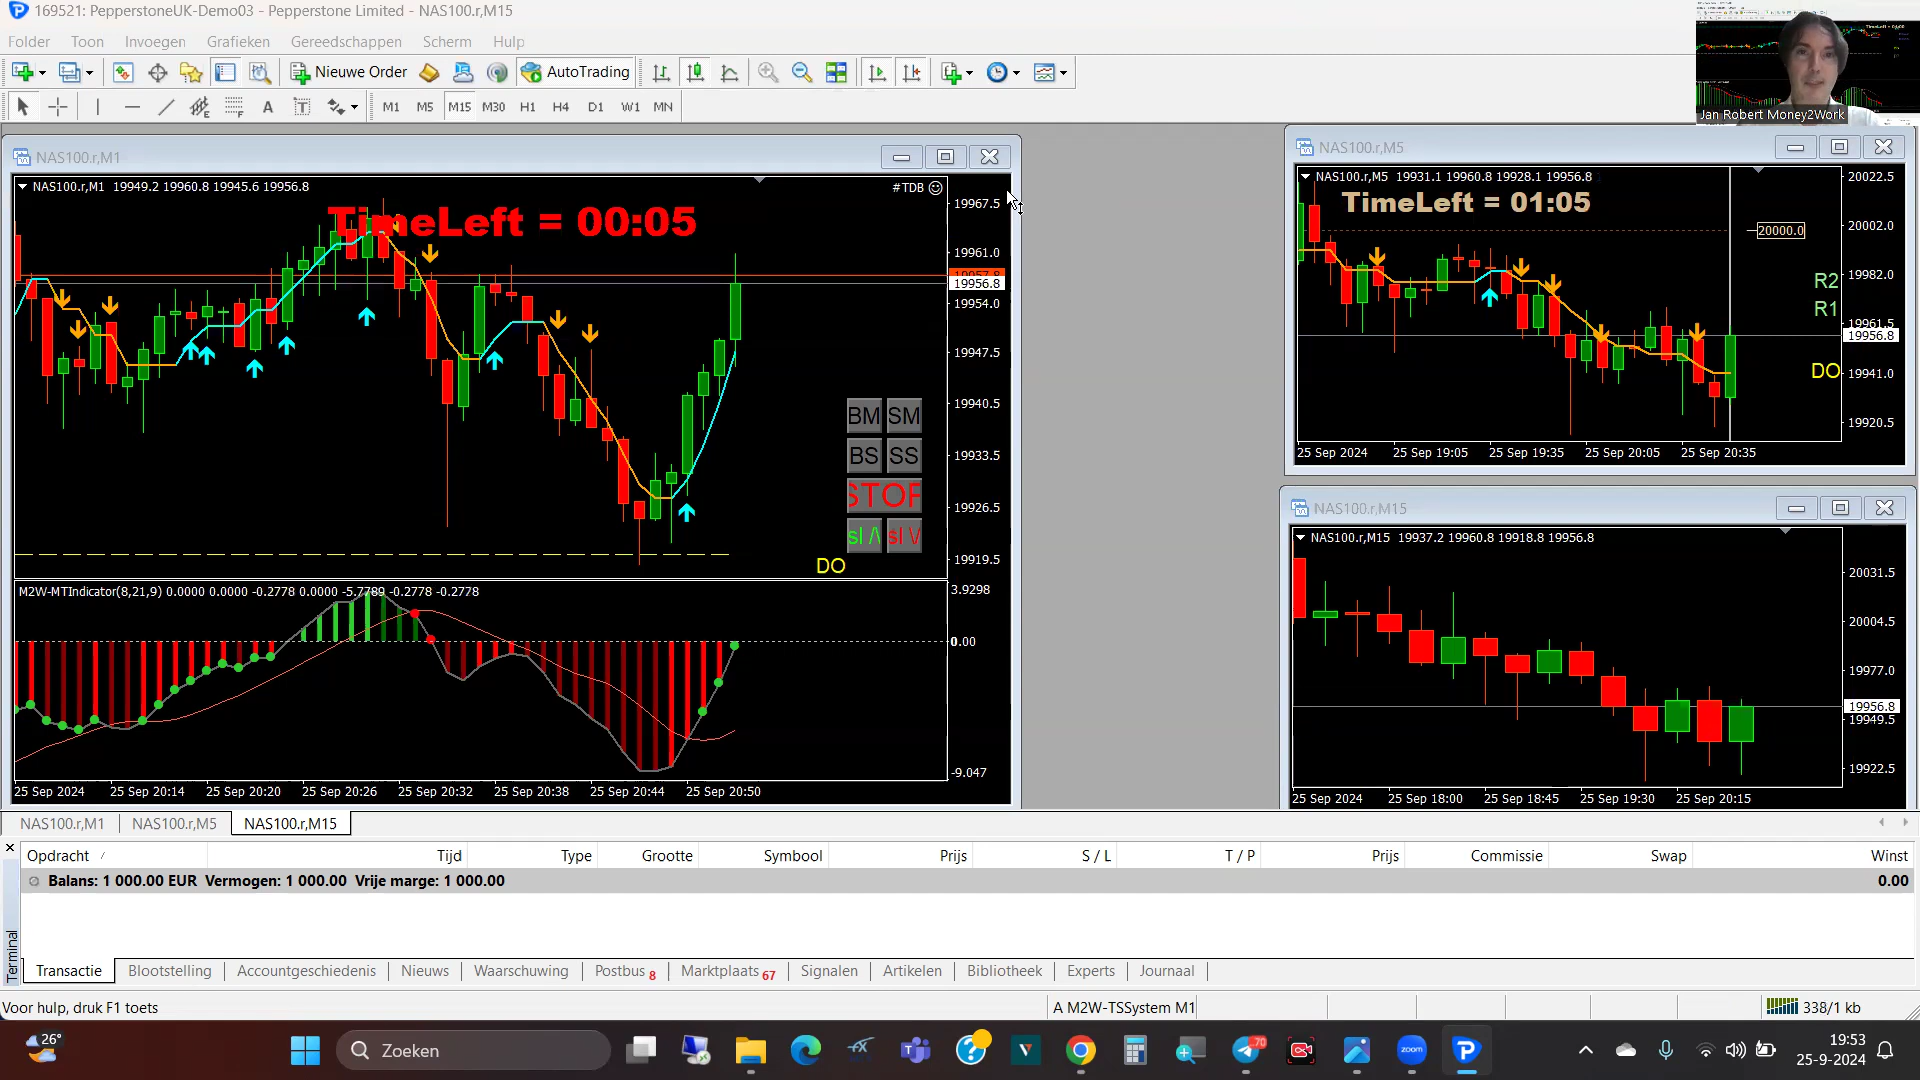 169521: PepperstoneUK-Demo03 - Pepperstone Limited - NAS100.r,M15
Folder Toon Invoegen Grafieken Gereedschappen Scherm Hulp
Nieuwe Order AutoTrading
A T M1 M5 M15 M30 H1 H4 D1 W1 MN
Jan Robert Money2Work
NAS100.r,M1
NAS100.r,M1 19949.2 19960.8 19945.6 19956.8
#TDB
TimeLeft = 00:05
19967.5
19961.0
19956.8
19954.0
19947.5
19940.5
19933.5
19926.5
19919.5
BM SM
BS SS
STOP
sl /\ sl \/
DO
M2W-MTIndicator(8,21,9) 0.0000 0.0000 -0.2778 0.0000 -5.7789 -0.2778 -0.2778
3.9298
0.00
-9.047
25 Sep 2024 25 Sep 20:14 25 Sep 20:20 25 Sep 20:26 25 Sep 20:32 25 Sep 20:38 25 Sep 20:44 25 Sep 20:50
NAS100.r,M5
NAS100.r,M5 19931.1 19960.8 19928.1 19956.8
TimeLeft = 01:05
20000.0
R2
R1
DO
20022.5
20002.0
19982.0
19961.5
19956.8
19941.0
19920.5
25 Sep 2024 25 Sep 19:05 25 Sep 19:35 25 Sep 20:05 25 Sep 20:35
NAS100.r,M15
NAS100.r,M15 19937.2 19960.8 19918.8 19956.8
20031.5
20004.5
19977.0
19956.8
19949.5
19922.5
25 Sep 2024 25 Sep 18:00 25 Sep 18:45 25 Sep 19:30 25 Sep 20:15
NAS100.r,M1 NAS100.r,M5 NAS100.r,M15
Opdracht Tijd Type Grootte Symbool Prijs S / L T / P Prijs Commissie Swap Winst
Balans: 1 000.00 EUR Vermogen: 1 000.00 Vrije marge: 1 000.00 0.00
Terminal
Transactie Blootstelling Accountgeschiedenis Nieuws Waarschuwing Postbus 8 Marktplaats 67 Signalen Artikelen Bibliotheek Experts Journaal
Voor hulp, druk F1 toets A M2W-TSSystem M1 338/1 kb
26° Zoeken 70 zoom 19:53
25-9-2024